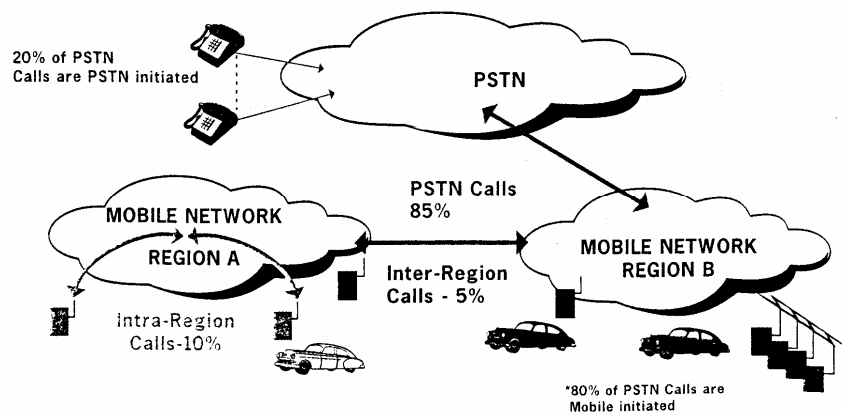 20% of PSTN
Calls are PSTN initiated
PSTN
PSTN Calls
85%
MOBILE NETWORK
REGION A
MOBILE NETWORK
REGION B
Inter-Region
Calls - 5%
intra-Region
Calls-10%
*80% of PSTN Calls are
Mobile initiated